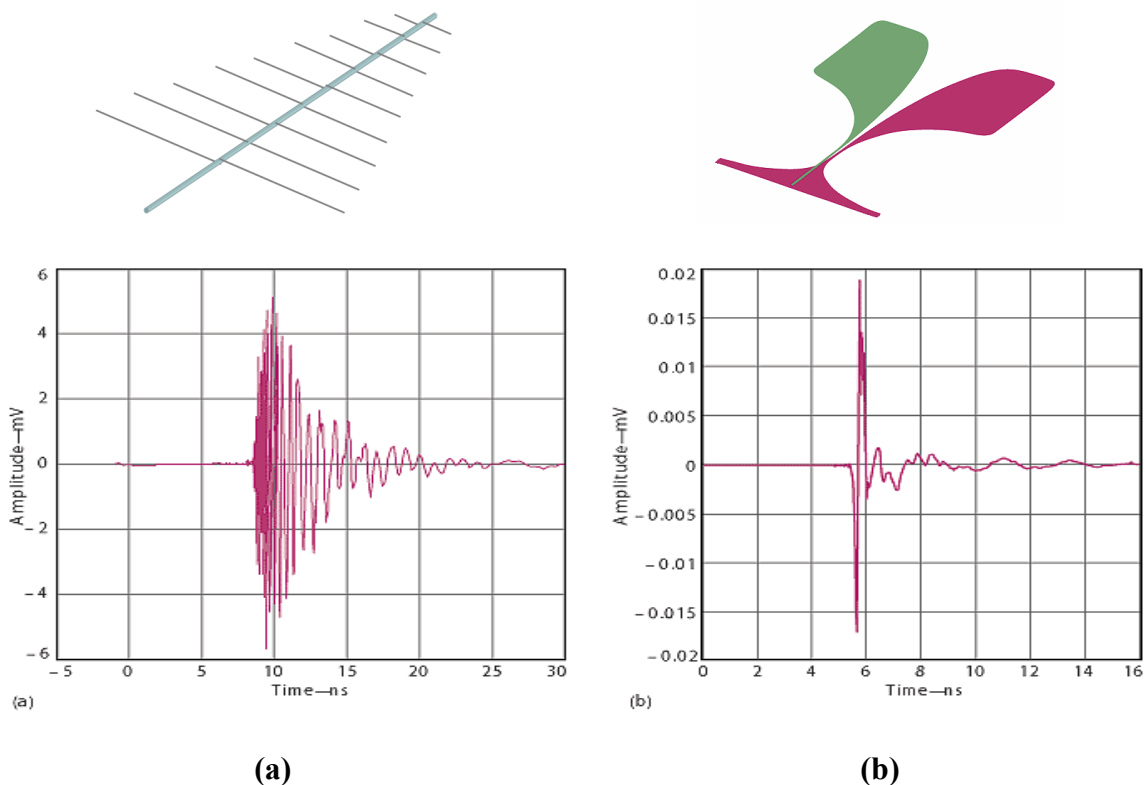 6
4
2
0
– 2
– 4
– 6
Amplitude—mV
– 5 0 5 10 15 20 25 30
Time—ns
(a)
0.02
0.015
0.01
0.005
0
– 0.005
– 0.01
– 0.015
– 0.02
Amplitude—mV
0 2 4 6 8 10 12 14 16
Time—ns
(b)
(a)
(b)